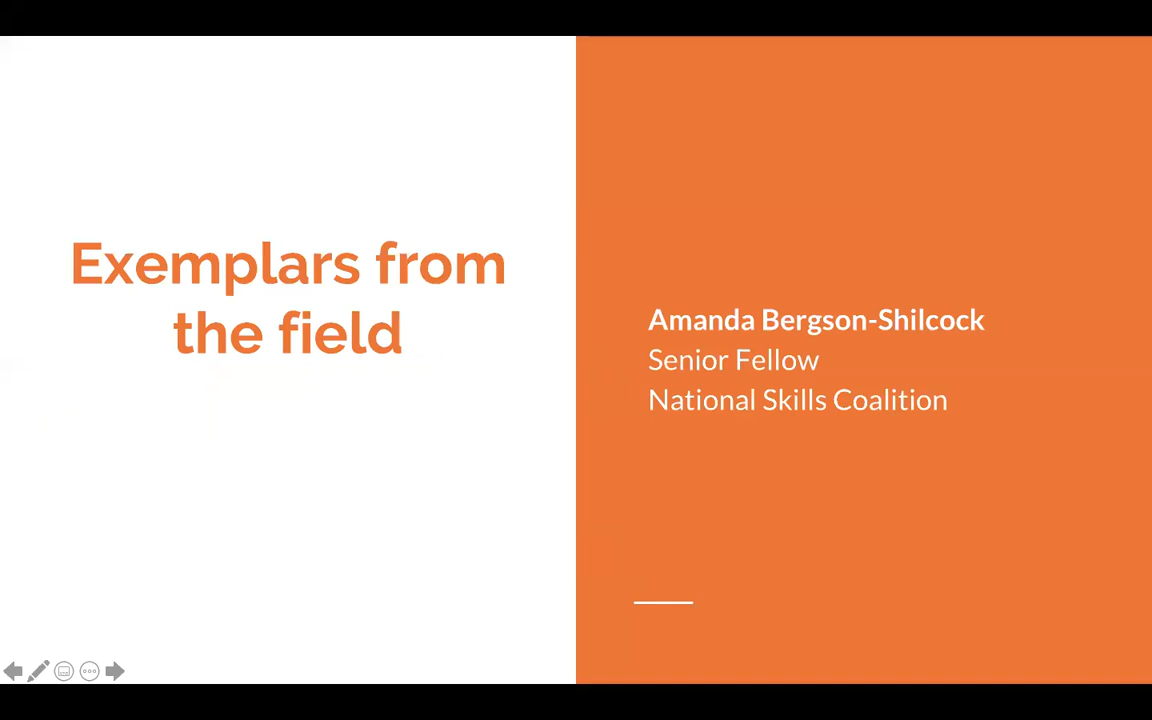 Exemplars from
the field
Amanda Bergson-Shilcock
Senior Fellow
National Skills Coalition